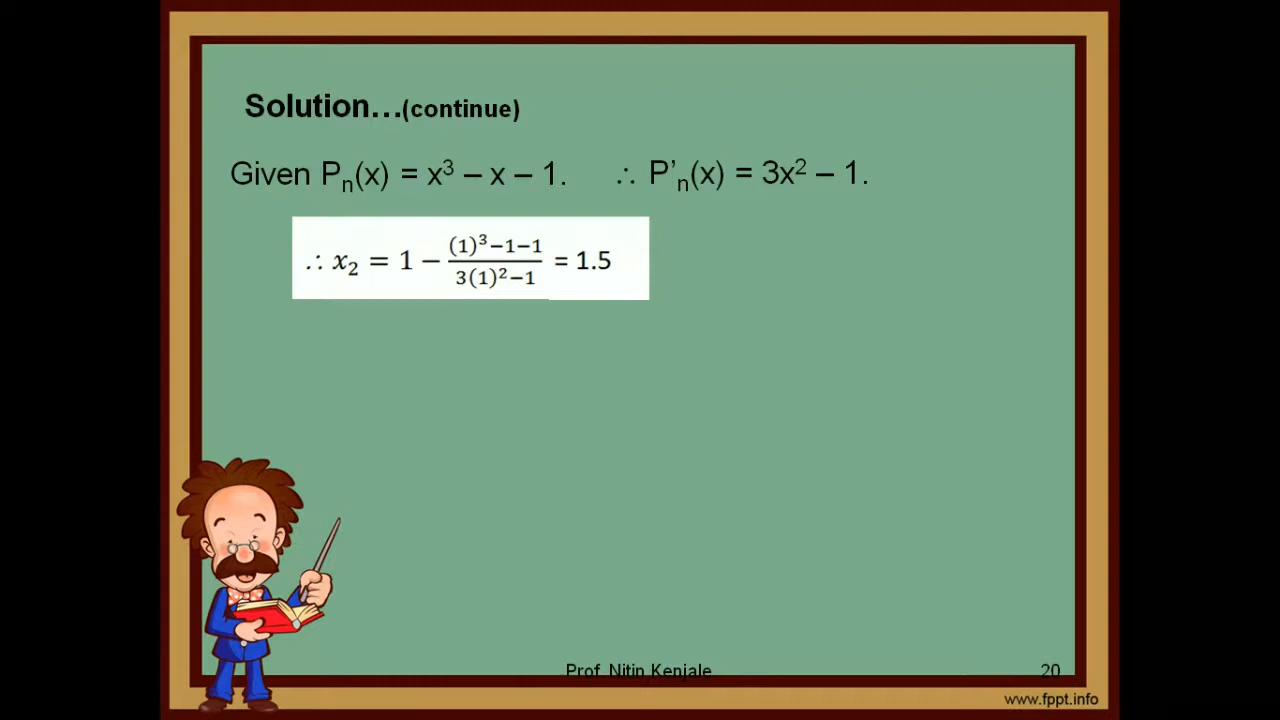 Solution…(continue)
Given Pₙ(x) = x³ – x – 1. ∴ P’ₙ(x) = 3x² – 1.
∴ x₂ = 1 − ((1)³−1−1)/(3(1)²−1) = 1.5
Prof. Nitin Kenjale 20
www.fppt.info